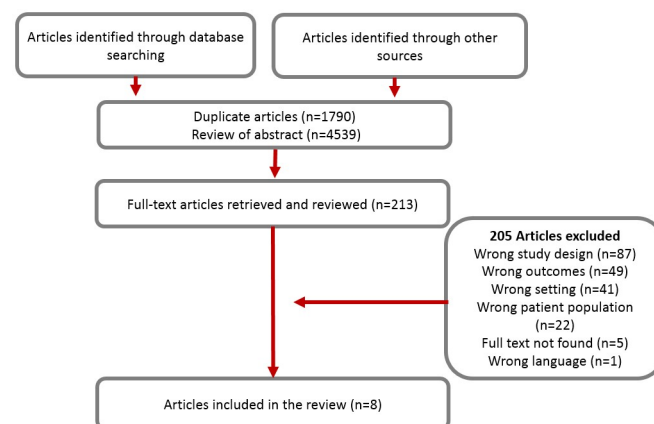 Articles identified through database
searching
Articles identified through other
sources
Duplicate articles (n=1790)
Review of abstract (n=4539)
Full-text articles retrieved and reviewed (n=213)
205 Articles excluded
Wrong study design (n=87)
Wrong outcomes (n=49)
Wrong setting (n=41)
Wrong patient population
(n=22)
Full text not found (n=5)
Wrong language (n=1)
Articles included in the review (n=8)